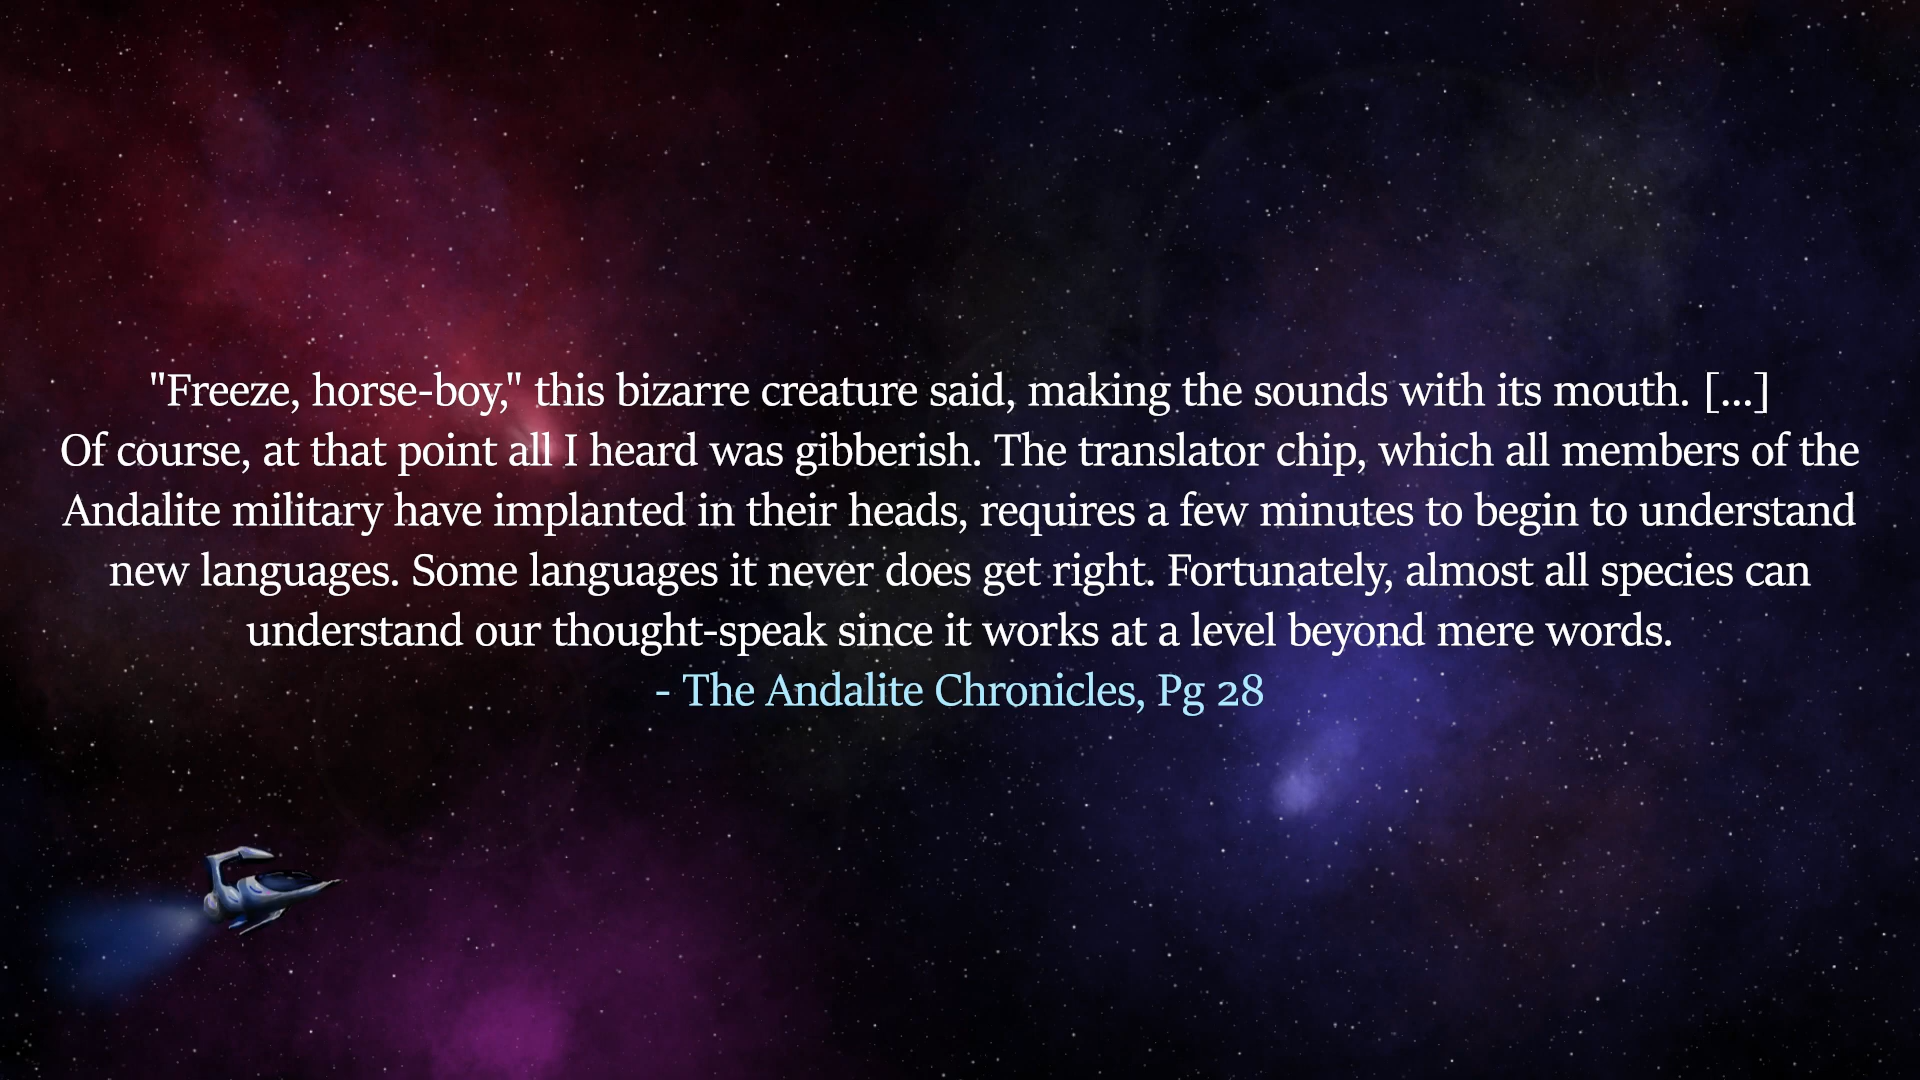 "Freeze, horse-boy," this bizarre creature said, making the sounds with its mouth. [...]
Of course, at that point all I heard was gibberish. The translator chip, which all members of the
Andalite military have implanted in their heads, requires a few minutes to begin to understand
new languages. Some languages it never does get right. Fortunately, almost all species can
understand our thought-speak since it works at a level beyond mere words.
- The Andalite Chronicles, Pg 28